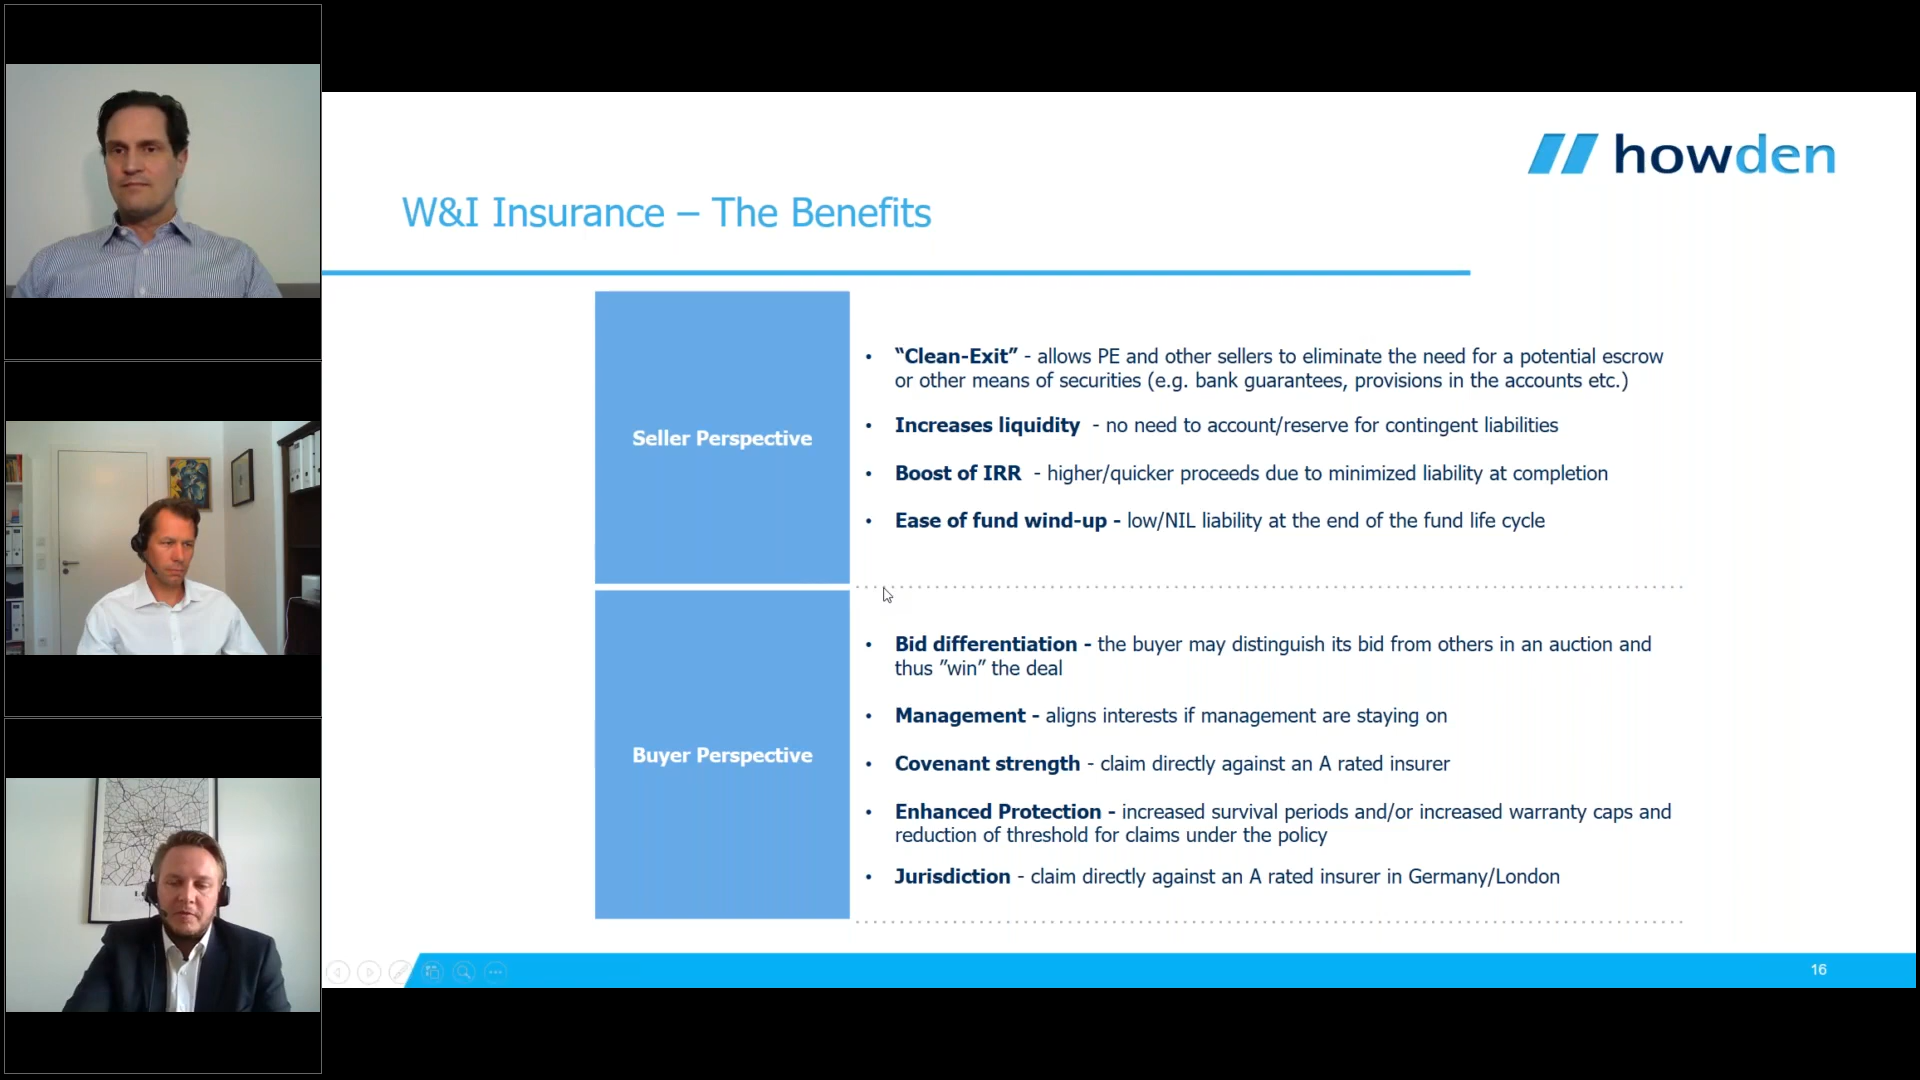 howden
W&I Insurance – The Benefits
Seller Perspective
• “Clean-Exit” - allows PE and other sellers to eliminate the need for a potential escrow
or other means of securities (e.g. bank guarantees, provisions in the accounts etc.)
• Increases liquidity - no need to account/reserve for contingent liabilities
• Boost of IRR - higher/quicker proceeds due to minimized liability at completion
• Ease of fund wind-up - low/NIL liability at the end of the fund life cycle
Buyer Perspective
• Bid differentiation - the buyer may distinguish its bid from others in an auction and
thus ”win” the deal
• Management - aligns interests if management are staying on
• Covenant strength - claim directly against an A rated insurer
• Enhanced Protection - increased survival periods and/or increased warranty caps and
reduction of threshold for claims under the policy
• Jurisdiction - claim directly against an A rated insurer in Germany/London
16